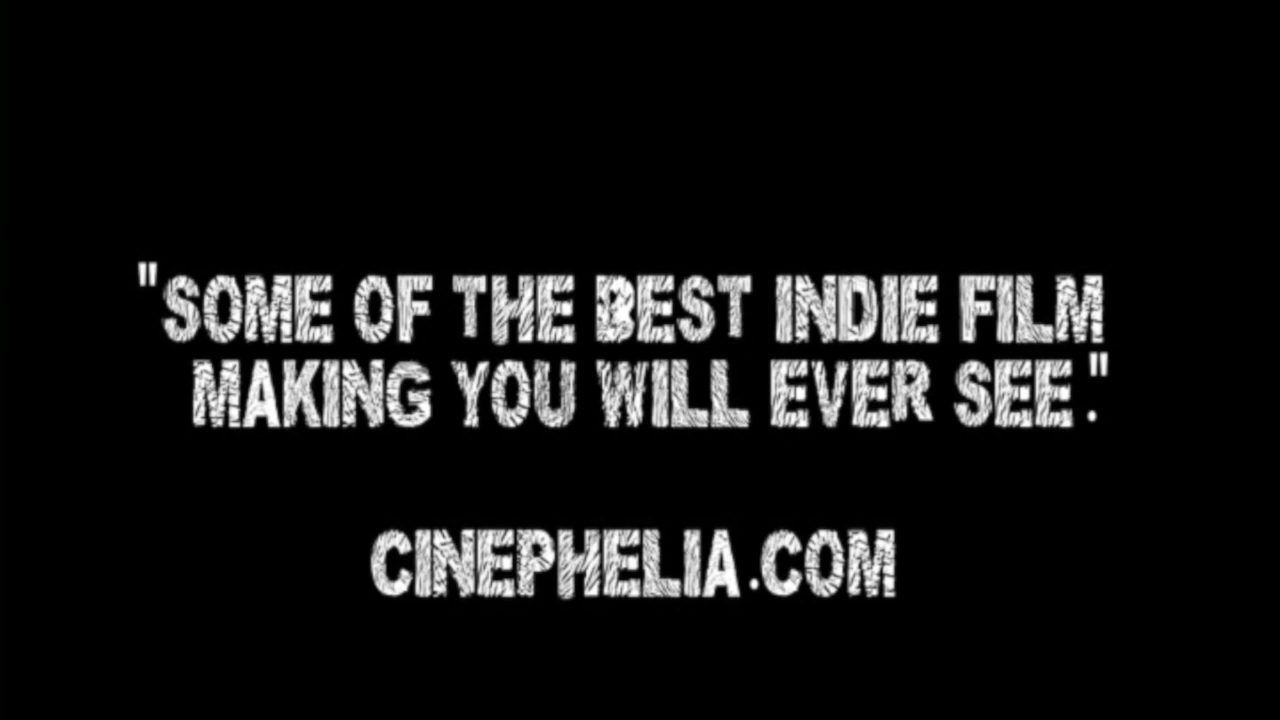 "SOME OF THE BEST INDIE FILM
MAKING YOU WILL EVER SEE."
CINEPHELIA.COM